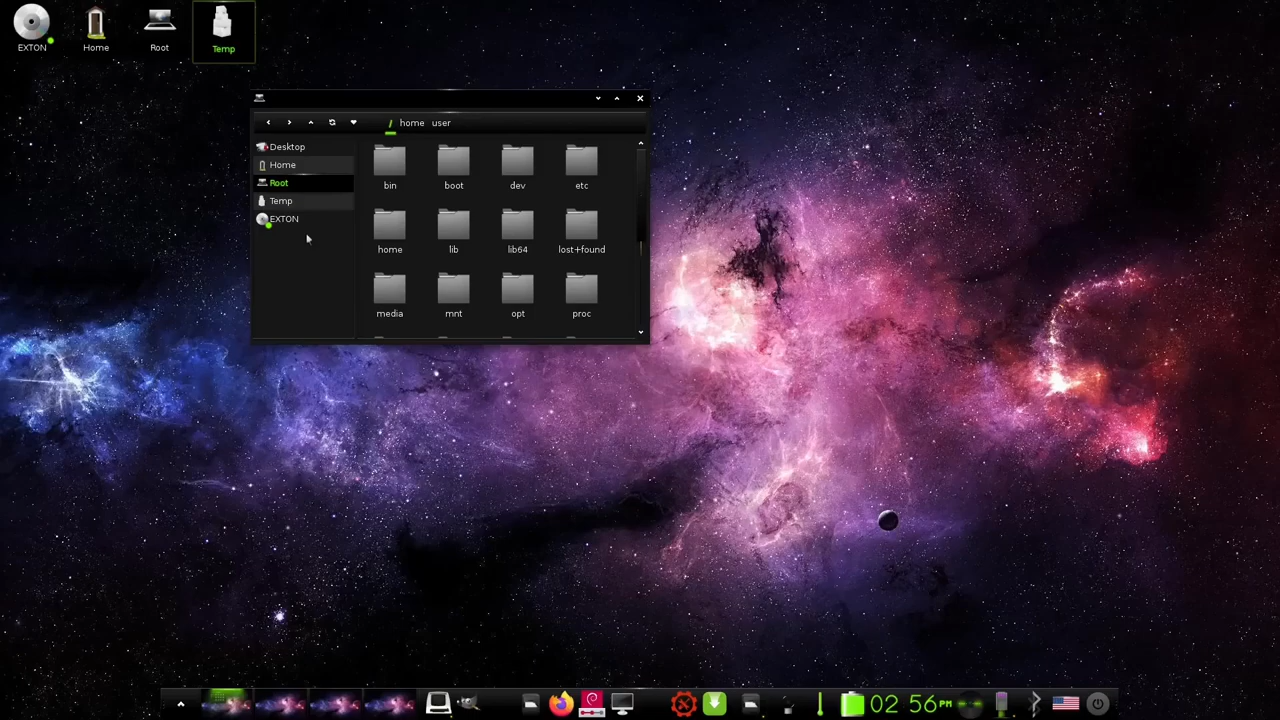 EXTON
Home
Root
Temp
/ home user
Desktop
Home
Root
Temp
EXTON
bin boot dev etc
home lib lib64 lost+found
media mnt opt proc
02 56PM